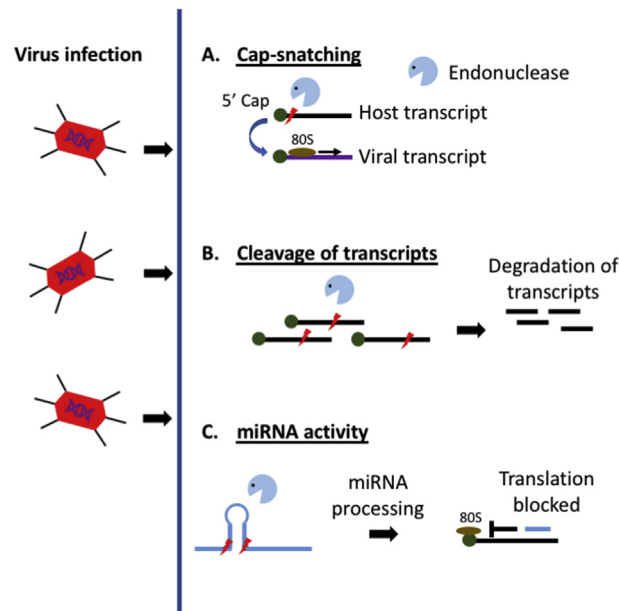 Virus infection
A. Cap-snatching
Endonuclease
5' Cap
Host transcript
80S
Viral transcript
B. Cleavage of transcripts
Degradation of
transcripts
C. miRNA activity
miRNA
processing
Translation
blocked
80S